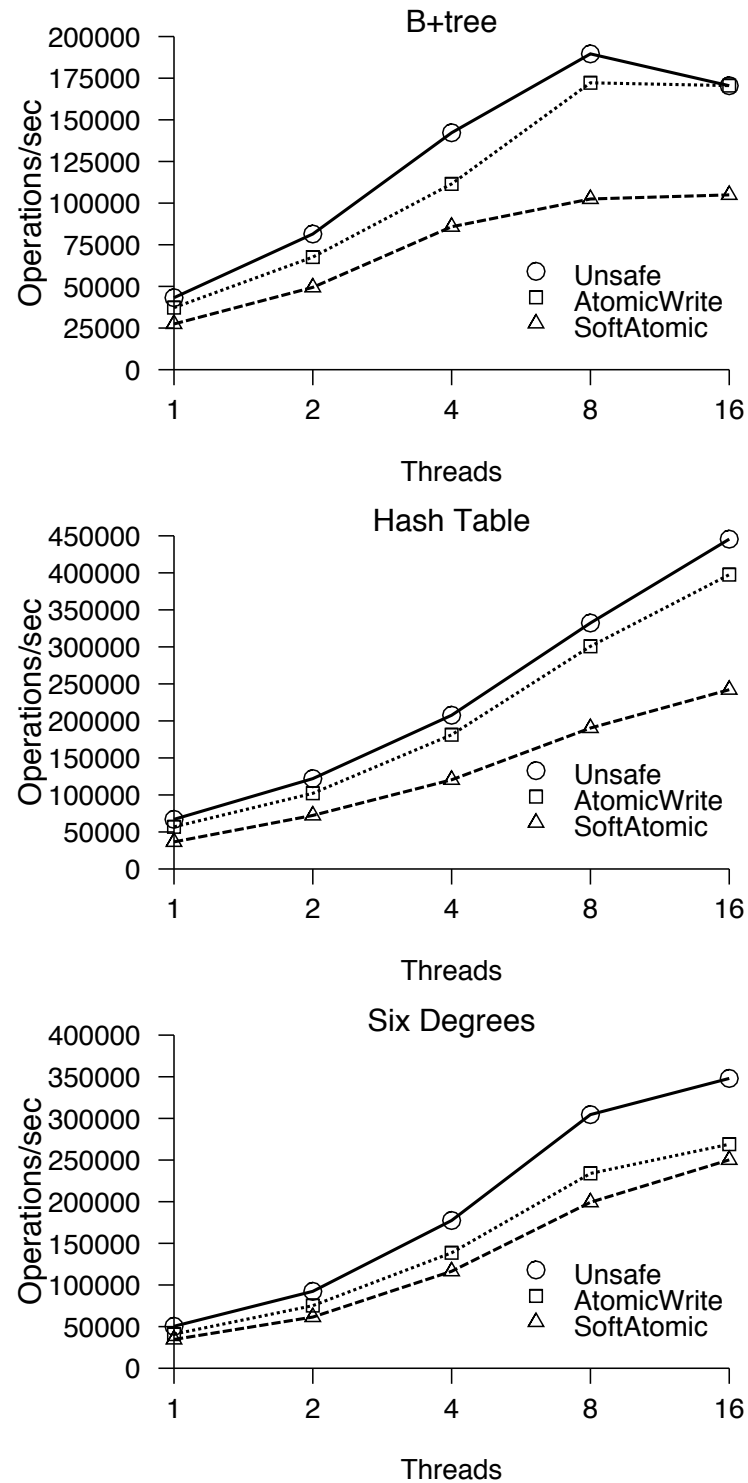 B+tree
Operations/sec
200000
175000
150000
125000
100000
75000
50000
25000
0
Unsafe
AtomicWrite
SoftAtomic
1 2 4 8 16
Threads
Hash Table
Operations/sec
450000
400000
350000
300000
250000
200000
150000
100000
50000
0
Unsafe
AtomicWrite
SoftAtomic
1 2 4 8 16
Threads
Six Degrees
Operations/sec
400000
350000
300000
250000
200000
150000
100000
50000
0
Unsafe
AtomicWrite
SoftAtomic
1 2 4 8 16
Threads